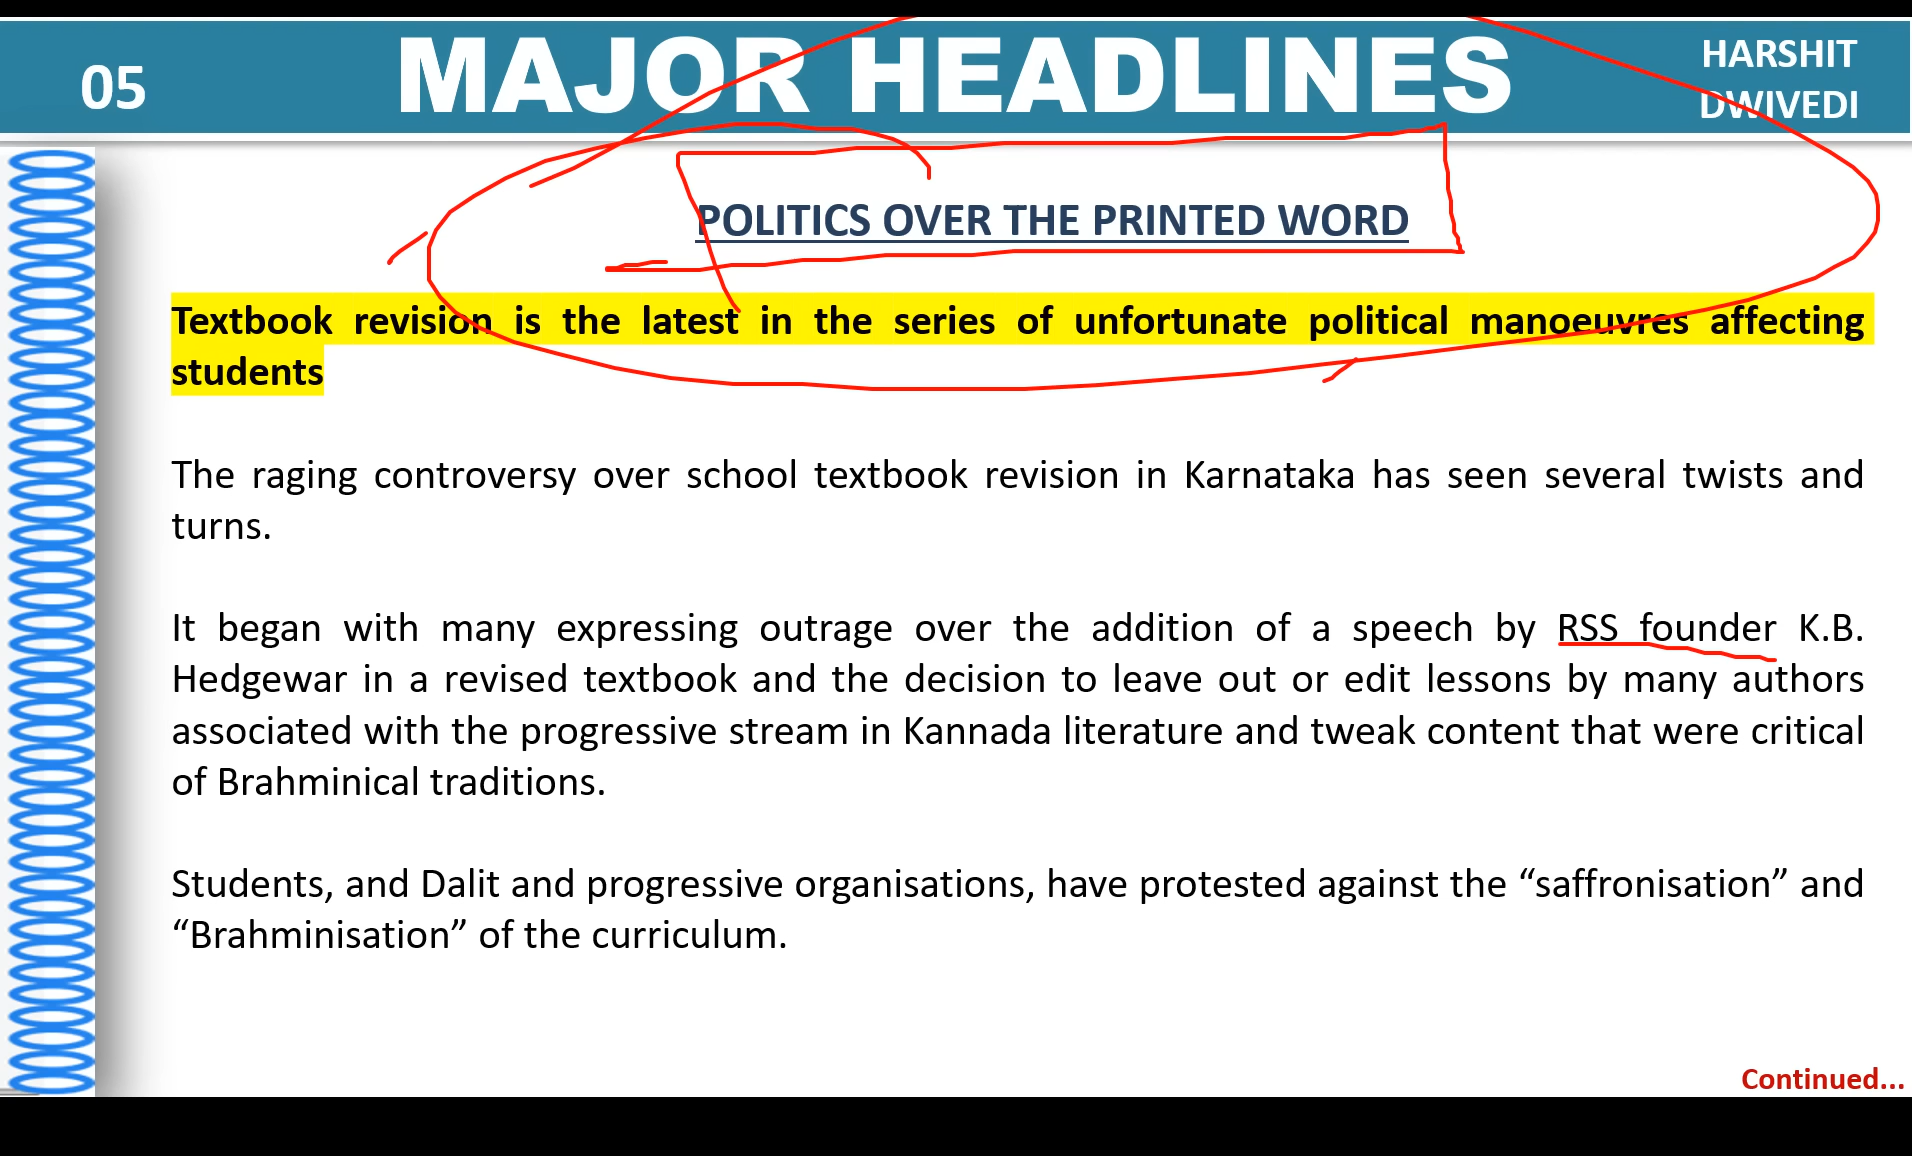 05
MAJOR HEADLINES
HARSHIT
DWIVEDI
POLITICS OVER THE PRINTED WORD
Textbook revision is the latest in the series of unfortunate political manoeuvres affecting
students
The raging controversy over school textbook revision in Karnataka has seen several twists and
turns.
It began with many expressing outrage over the addition of a speech by RSS founder K.B.
Hedgewar in a revised textbook and the decision to leave out or edit lessons by many authors
associated with the progressive stream in Kannada literature and tweak content that were critical
of Brahminical traditions.
Students, and Dalit and progressive organisations, have protested against the “saffronisation” and
“Brahminisation” of the curriculum.
Continued...